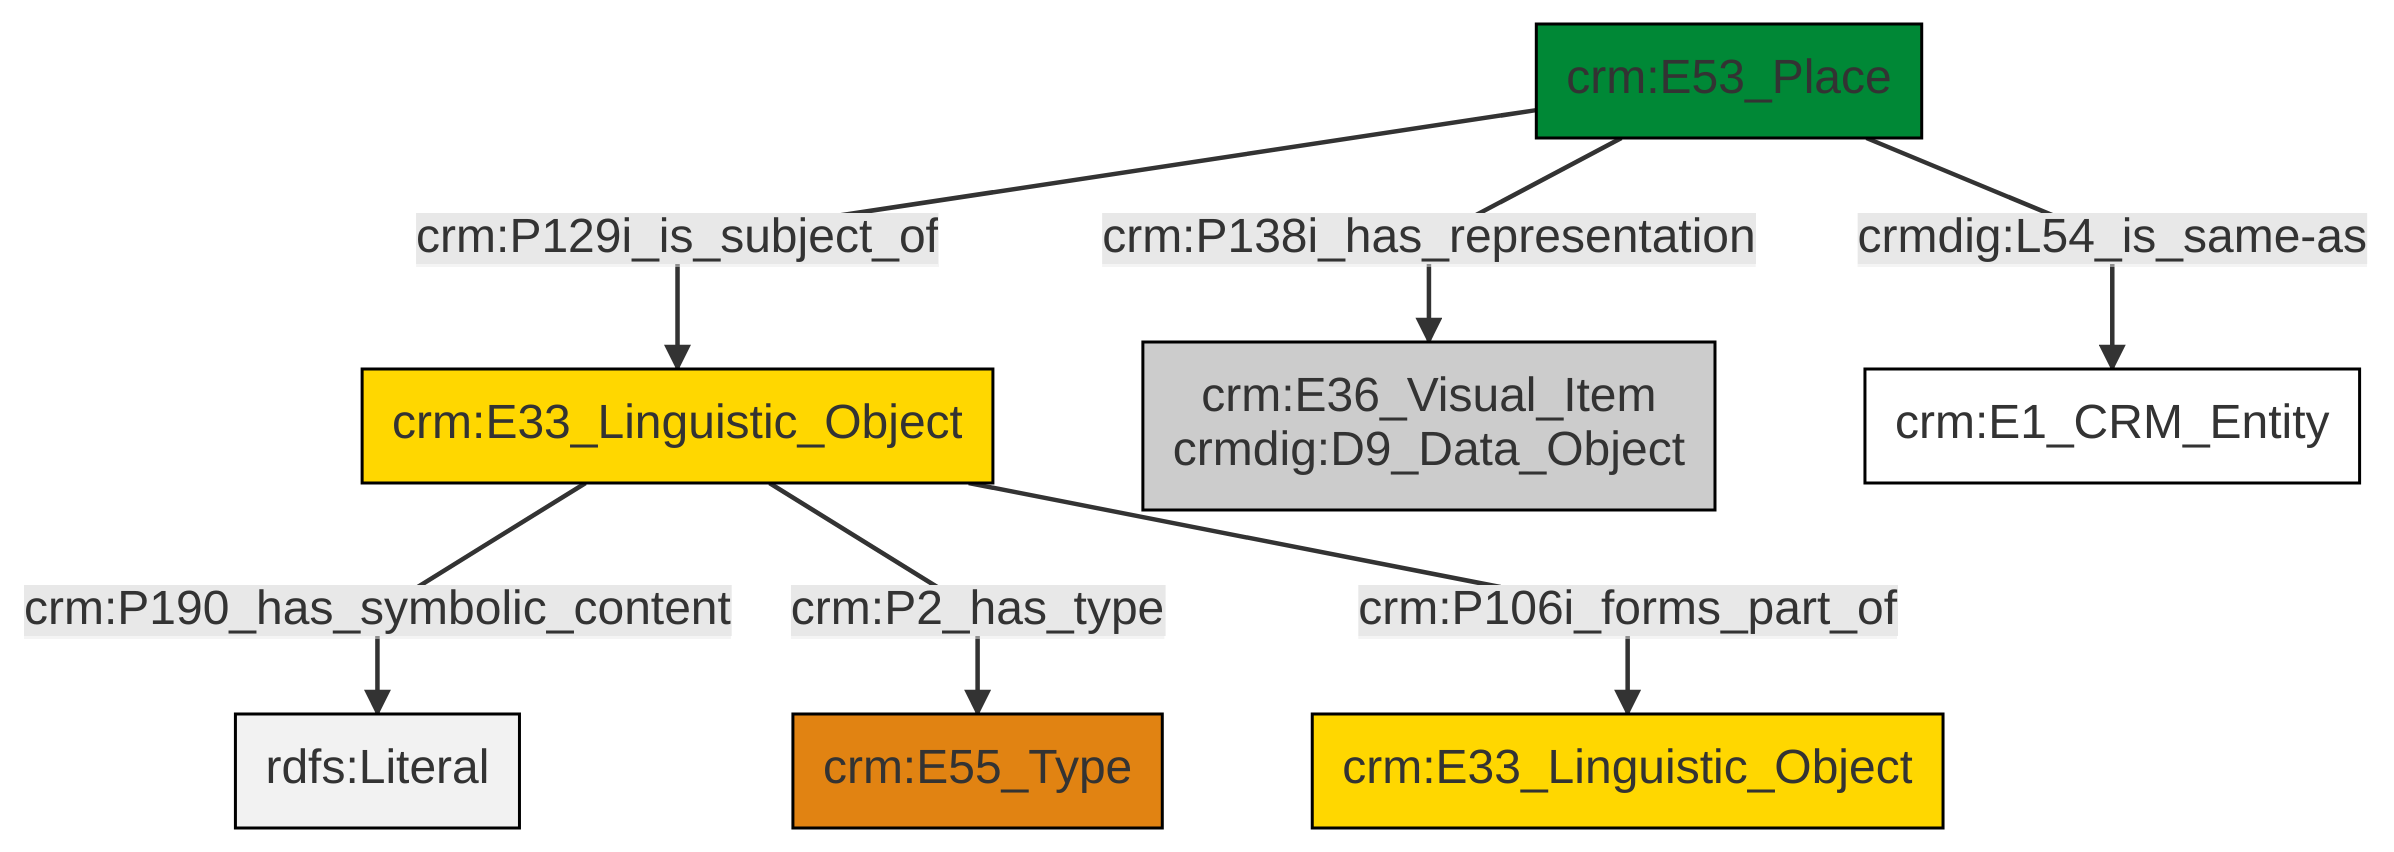 crm:E53_Place
crm:P129i_is_subject_of
crm:P138i_has_representation
crmdig:L54_is_same-as
crm:E33_Linguistic_Object
crm:E36_Visual_Item
crmdig:D9_Data_Object
crm:E1_CRM_Entity
crm:P190_has_symbolic_content
crm:P2_has_type
crm:P106i_forms_part_of
rdfs:Literal
crm:E55_Type
crm:E33_Linguistic_Object